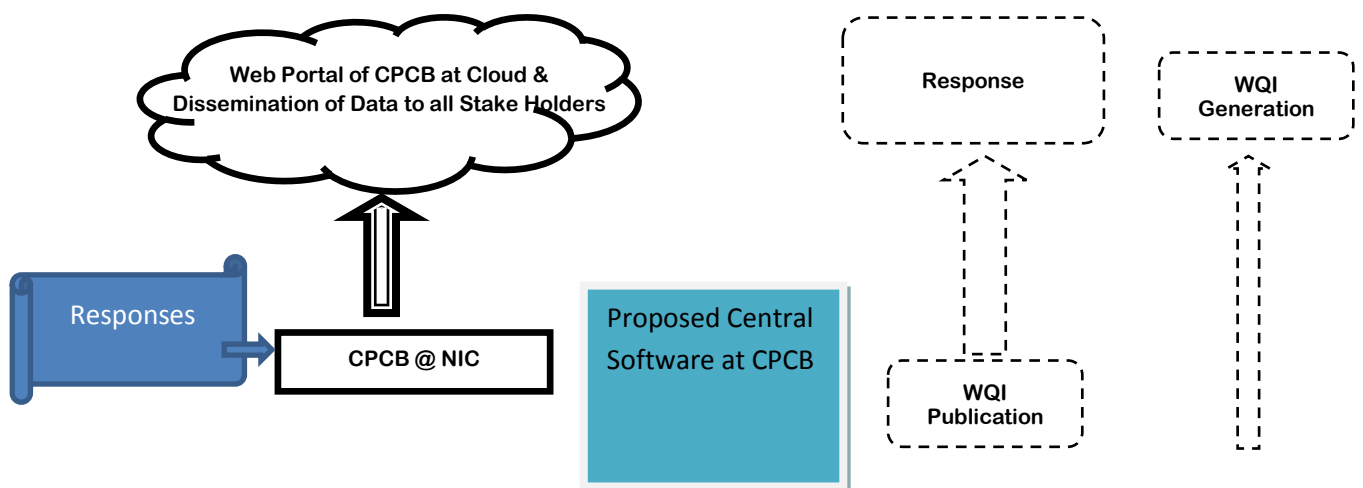 Web Portal of CPCB at Cloud &
Dissemination of Data to all Stake Holders
Response
WQI
Generation
Responses
CPCB @ NIC
Proposed Central
Software at CPCB
WQI
Publication